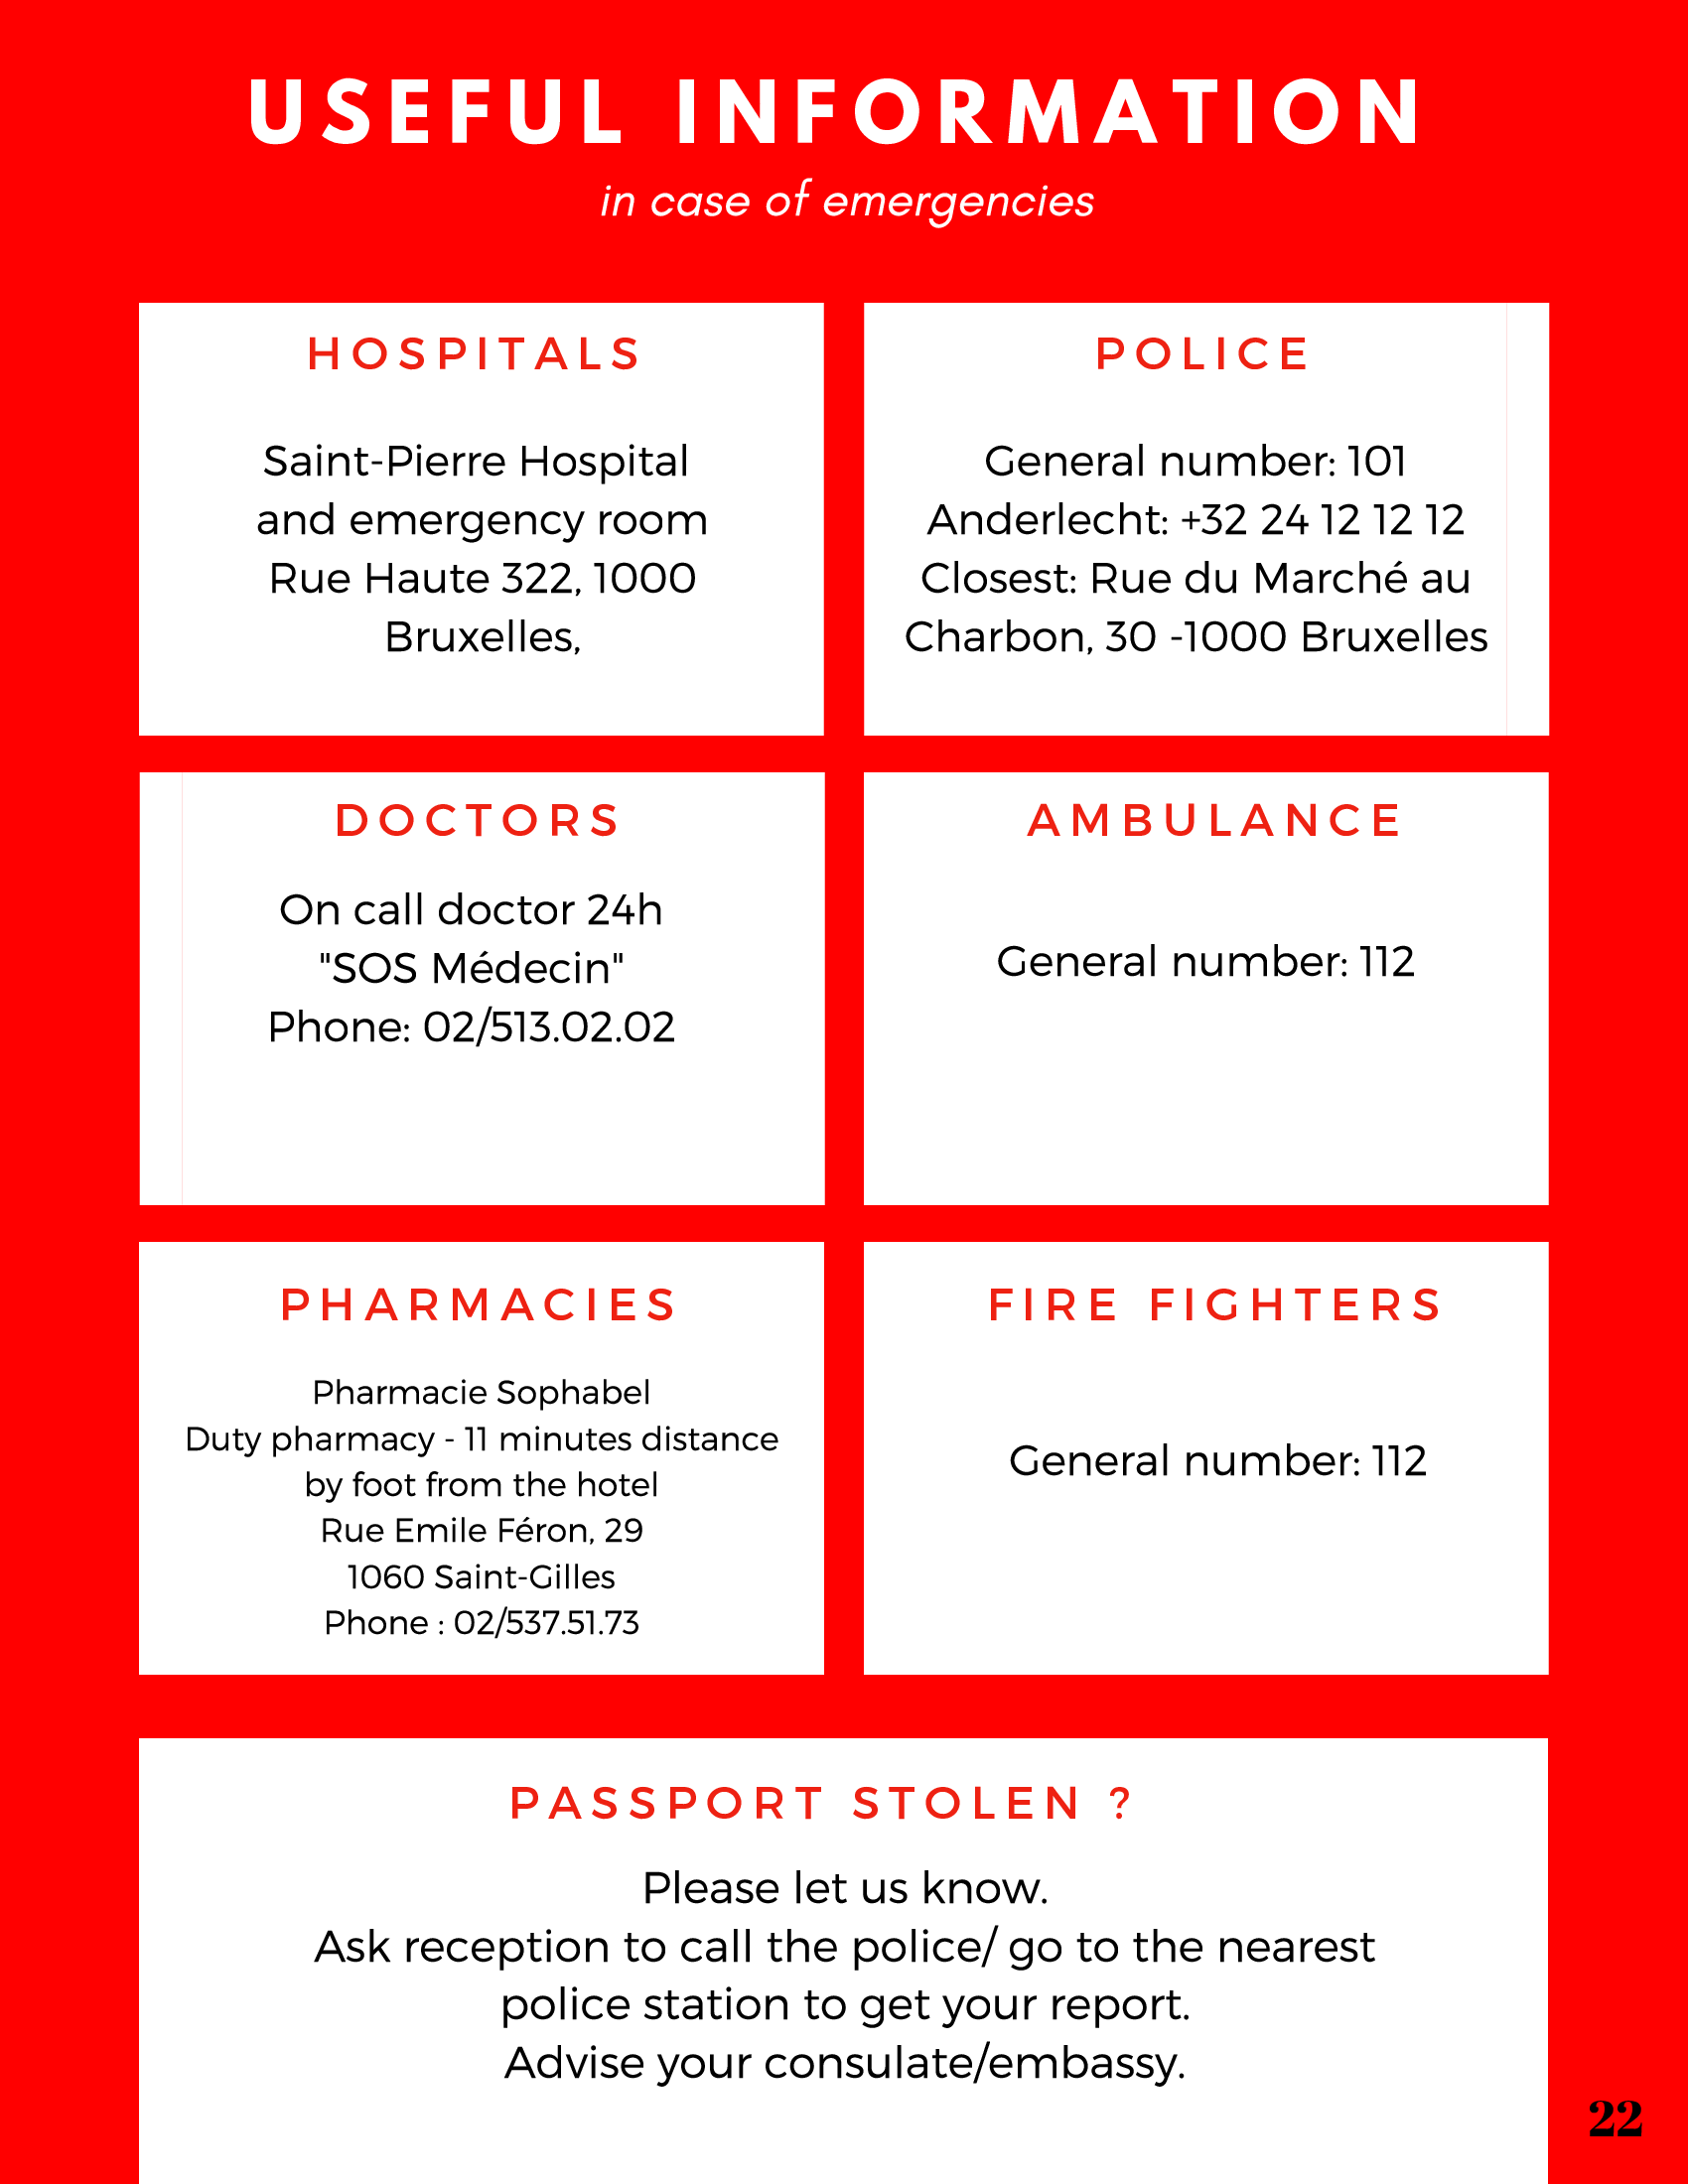 USEFUL INFORMATION
in case of emergencies
HOSPITALS
Saint-Pierre Hospital
and emergency room
Rue Haute 322, 1000
Bruxelles,
POLICE
General number: 101
Anderlecht: +32 24 12 12 12
Closest: Rue du Marché au
Charbon, 30 -1000 Bruxelles
DOCTORS
On call doctor 24h
"SOS Médecin"
Phone: 02/513.02.02
AMBULANCE
General number: 112
PHARMACIES
Pharmacie Sophabel
Duty pharmacy - 11 minutes distance
by foot from the hotel
Rue Emile Féron, 29
1060 Saint-Gilles
Phone : 02/537.51.73
FIRE FIGHTERS
General number: 112
PASSPORT STOLEN ?
Please let us know.
Ask reception to call the police/ go to the nearest
police station to get your report.
Advise your consulate/embassy.
22